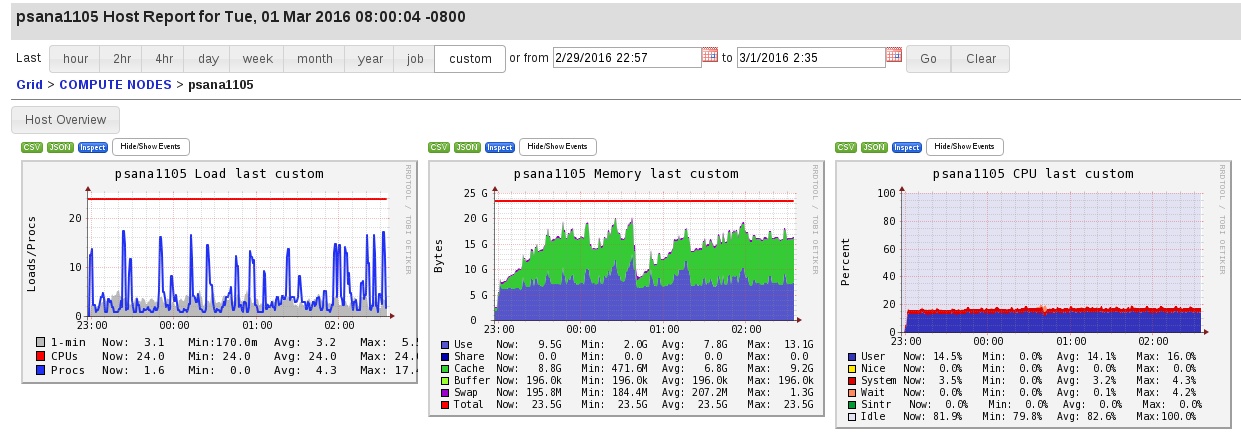 psana1105 Host Report for Tue, 01 Mar 2016 08:00:04 -0800
Last hour 2hr 4hr day week month year job custom or from 2/29/2016 22:57 to 3/1/2016 2:35 Go Clear
Grid > COMPUTE NODES > psana1105
Host Overview
CSV JSON Inspect Hide/Show Events
psana1105 Load last custom
RRDTOOL / TOBI OETIKER
Loads/Procs
20
10
0
23:00 00:00 01:00 02:00
1-min Now: 3.1 Min:170.0m Avg: 3.2 Max: 5.
CPUs Now: 24.0 Min: 24.0 Avg: 24.0 Max: 24.
Procs Now: 1.6 Min: 0.0 Avg: 4.3 Max: 17.
CSV JSON Inspect Hide/Show Events
psana1105 Memory last custom
RRDTOOL / TOBI OETIKER
Bytes
25 G
20 G
15 G
10 G
5 G
0
23:00 00:00 01:00 02:00
Use Now: 9.5G Min: 2.0G Avg: 7.8G Max: 13.1G
Share Now: 0.0 Min: 0.0 Avg: 0.0 Max: 0.0
Cache Now: 8.8G Min: 471.6M Avg: 6.8G Max: 9.2G
Buffer Now: 196.0k Min: 196.0k Avg: 196.0k Max: 196.0k
Swap Now: 195.8M Min: 184.4M Avg: 207.2M Max: 1.3G
Total Now: 23.5G Min: 23.5G Avg: 23.5G Max: 23.5G
CSV JSON Inspect Hide/Show Events
psana1105 CPU last custom
RRDTOOL / TOBI OETIKER
Percent
100
80
60
40
20
0
23:00 00:00 01:00 02:00
User Now: 14.5% Min: 0.0% Avg: 14.1% Max: 16.0%
Nice Now: 0.0% Min: 0.0% Avg: 0.0% Max: 0.0%
System Now: 3.5% Min: 0.0% Avg: 3.2% Max: 4.3%
Wait Now: 0.0% Min: 0.0% Avg: 0.1% Max: 4.2%
Sintr Now: 0.0% Min: 0.0% Avg: 0.0% Max: 0.0%
Idle Now: 81.9% Min: 79.8% Avg: 82.6% Max:100.0%